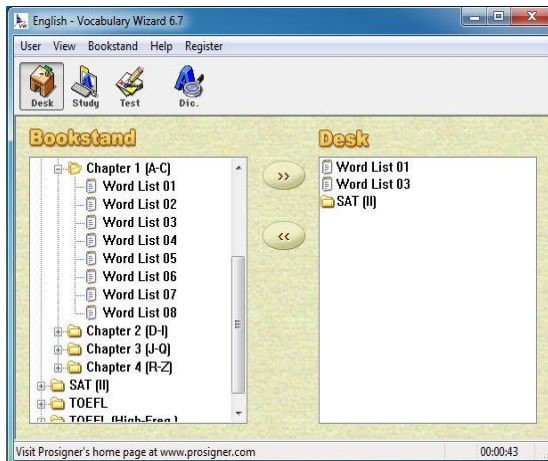 English - Vocabulary Wizard 6.7
User View Bookstand Help Register
Desk Study Test Dic.
Bookstand
Chapter 1 (A-C)
Word List 01
Word List 02
Word List 03
Word List 04
Word List 05
Word List 06
Word List 07
Word List 08
Chapter 2 (D-I)
Chapter 3 (J-Q)
Chapter 4 (R-Z)
SAT (II)
TOEFL
TOEFL (High-Freq.)
>>
<<
Desk
Word List 01
Word List 03
SAT (II)
Visit Prosigner's home page at www.prosigner.com 00:00:43